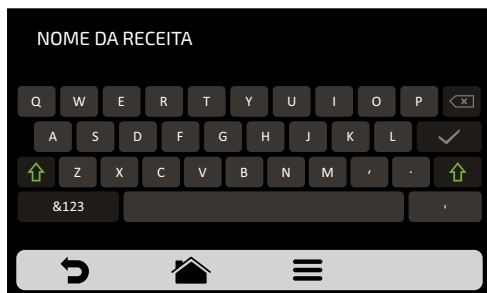 NOME DA RECEITA
Q W E R T Y U I O P
A S D F G H J K L
Z X C V B N M , .
&123 '